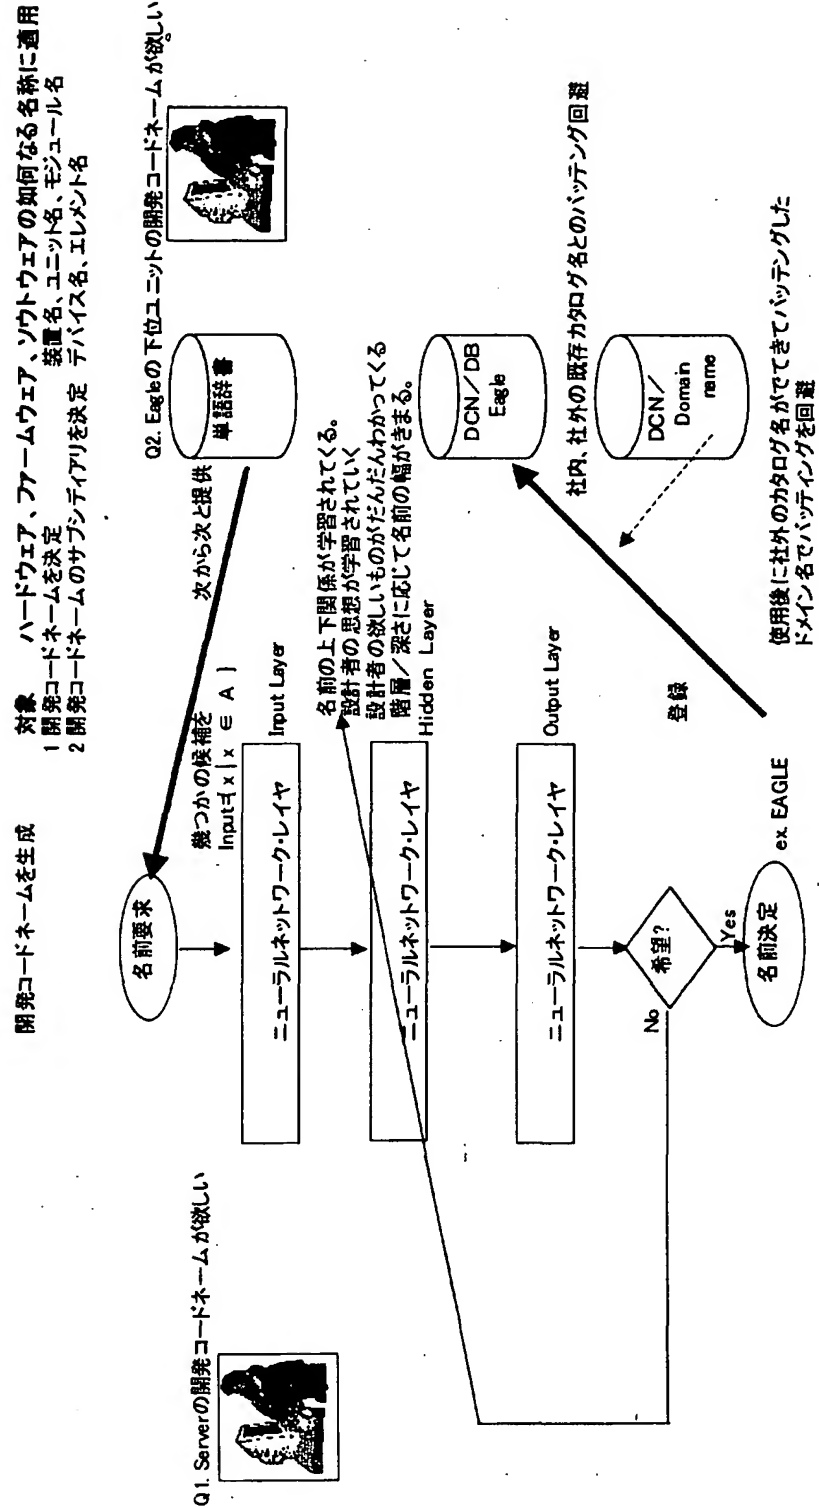 開発コードネームを生成
対象 ハードウェア、ファームウェア、ソウトウェアの如何なる名称に適用
1 開発コードネームを決定 装置名、ユニット名、モジュール名
2 開発コードネームのサブシディアリを決定 デバイス名、エレメント名
Q1. Serverの開発コードネームが欲しい
Q2. Eagleの下位ユニットの開発コードネームが欲しい。
名前要求
次から次と提供
単語辞書
幾つかの候補を
Input={x|x ∈ A}
ニューラルネットワーク・レイヤ
Input Layer
名前の上下関係が学習されてくる。
設計者の思想が学習されていく
設計者の欲しいものがだんだんわかってくる
階層/深さに応じて名前の幅がきまる。
ニューラルネットワーク・レイヤ
Hidden Layer
DCN/DB
Eagle
ニューラルネットワーク・レイヤ
Output Layer
社内、社外の既存カタログ名とのバッテング回避
DCN/
Domain
name
希望?
No
Yes
登録
名前決定
ex. EAGLE
使用後に社外のカタログ名がでてきてバッテングした
ドメイン名でバッティングを回避